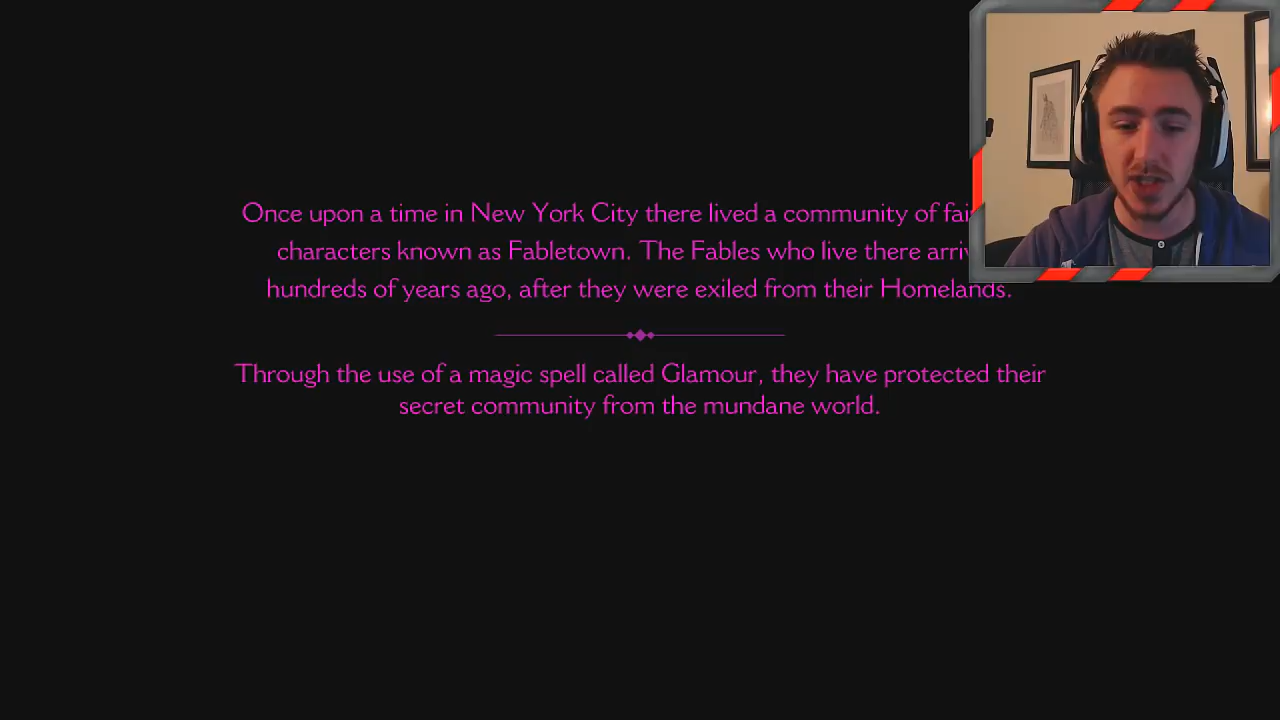 Once upon a time in New York City there lived a community of
characters known as Fabletown. The Fables who live there
hundreds of years ago, after they were exiled from their Homelands.
Through the use of a magic spell called Glamour, they have protected their
secret community from the mundane world.